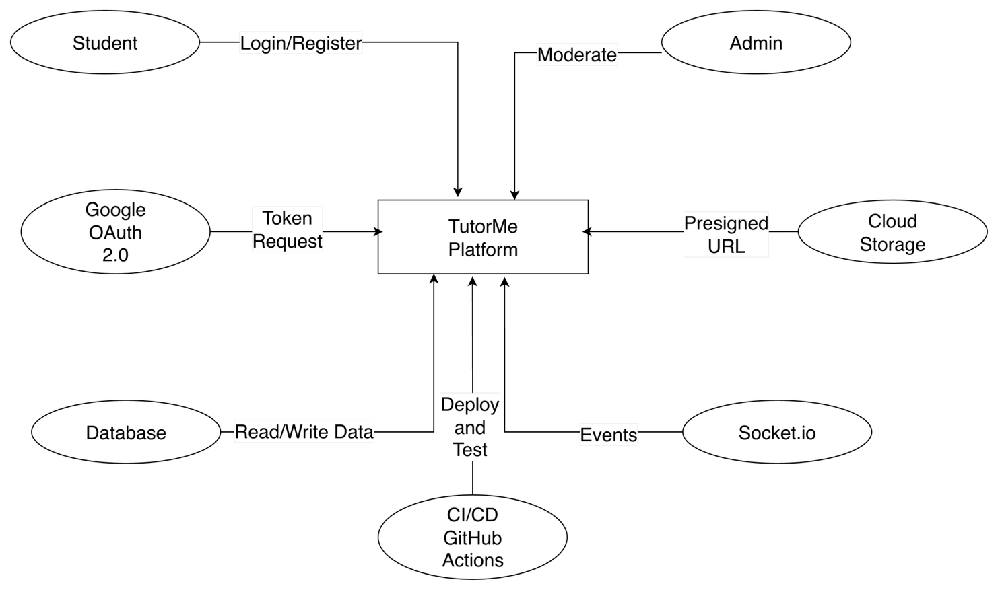 Student
Login/Register
Moderate
Admin
Google
OAuth
2.0
Token
Request
TutorMe
Platform
Presigned
URL
Cloud
Storage
Database
Read/Write Data
Deploy
and
Test
Events
Socket.io
CI/CD
GitHub
Actions